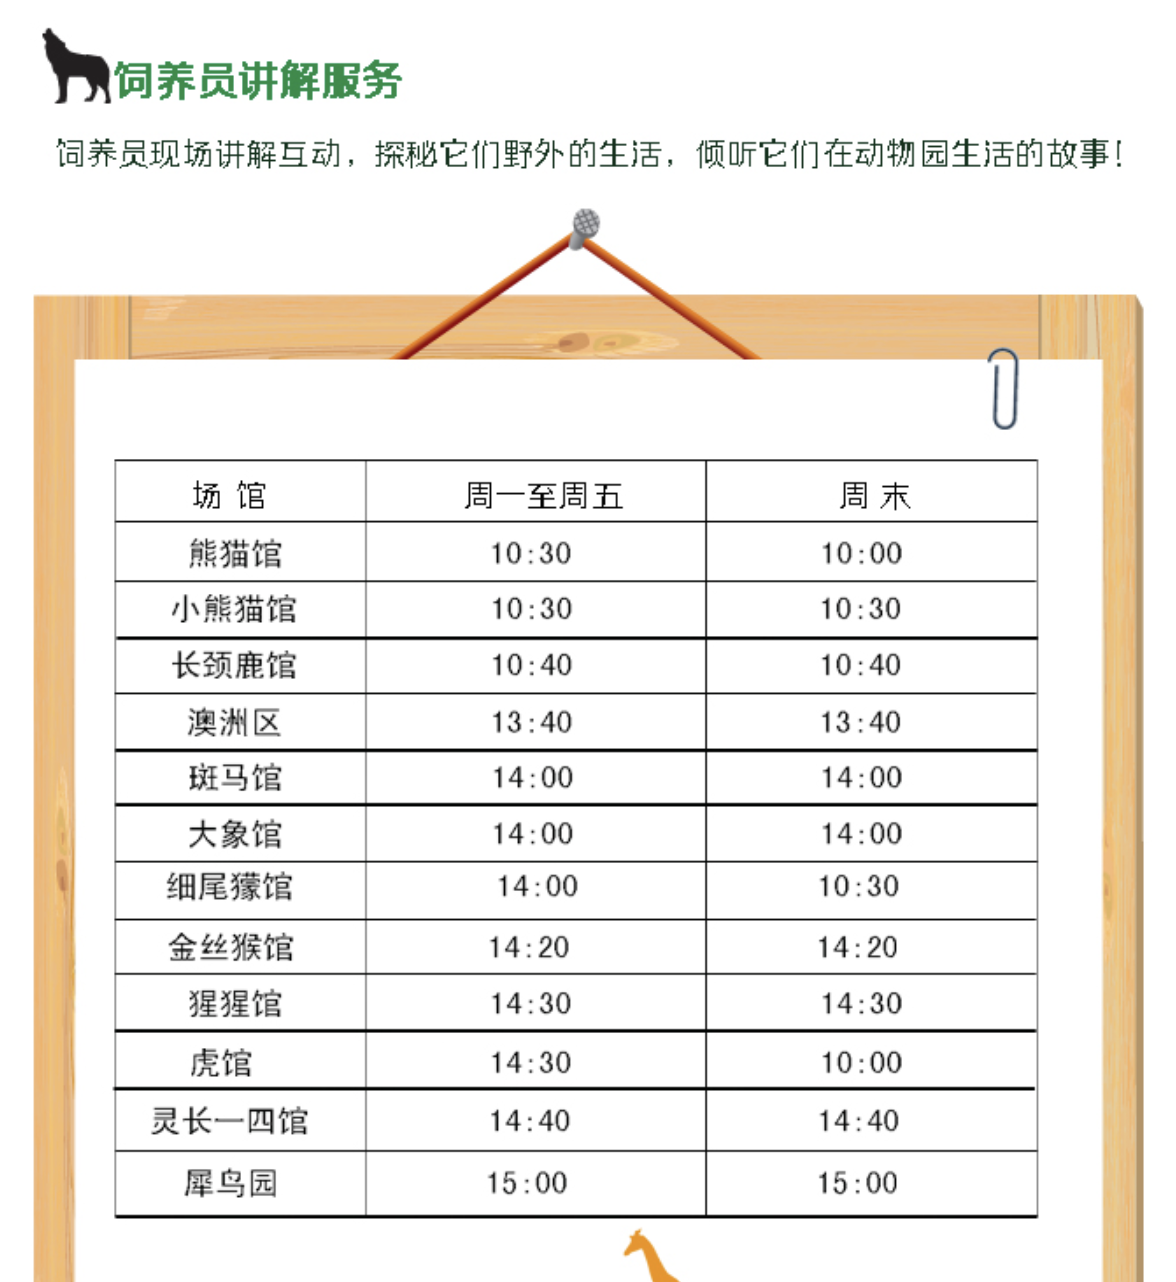 饲养员讲解服务
饲养员现场讲解互动，探秘它们野外的生活，倾听它们在动物园生活的故事！
场 馆 周一至周五 周 末
熊猫馆 10:30 10:00
小熊猫馆 10:30 10:30
长颈鹿馆 10:40 10:40
澳洲区 13:40 13:40
斑马馆 14:00 14:00
大象馆 14:00 14:00
细尾獴馆 14:00 10:30
金丝猴馆 14:20 14:20
猩猩馆 14:30 14:30
虎馆 14:30 10:00
灵长一四馆 14:40 14:40
犀鸟园 15:00 15:00